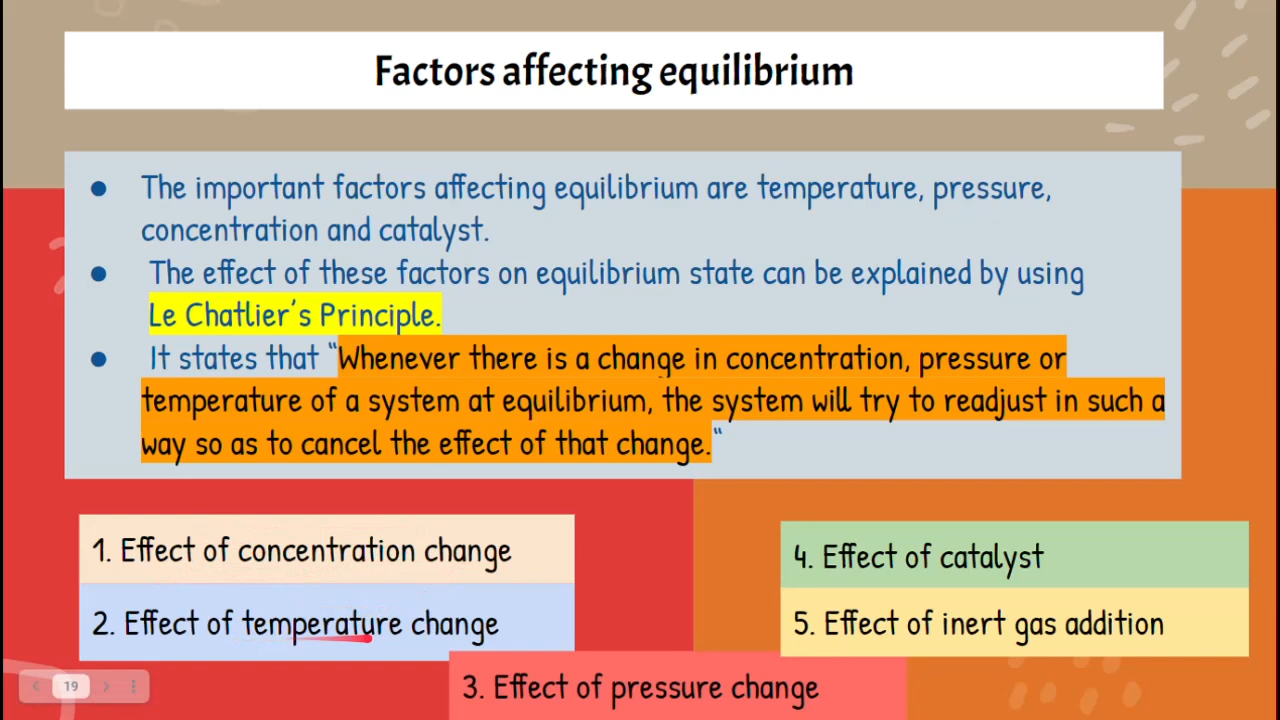 Factors affecting equilibrium
● The important factors affecting equilibrium are temperature, pressure,
concentration and catalyst.
● The effect of these factors on equilibrium state can be explained by using
Le Chatlier's Principle.
● It states that "Whenever there is a change in concentration, pressure or
temperature of a system at equilibrium, the system will try to readjust in such a
way so as to cancel the effect of that change."
1. Effect of concentration change
2. Effect of temperature change
3. Effect of pressure change
4. Effect of catalyst
5. Effect of inert gas addition
19